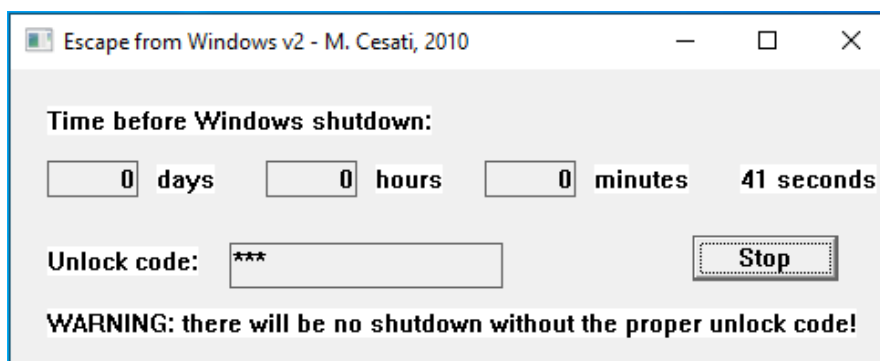 Escape from Windows v2 - M. Cesati, 2010
Time before Windows shutdown:
0 days 0 hours 0 minutes 41 seconds
Unlock code: *** Stop
WARNING: there will be no shutdown without the proper unlock code!